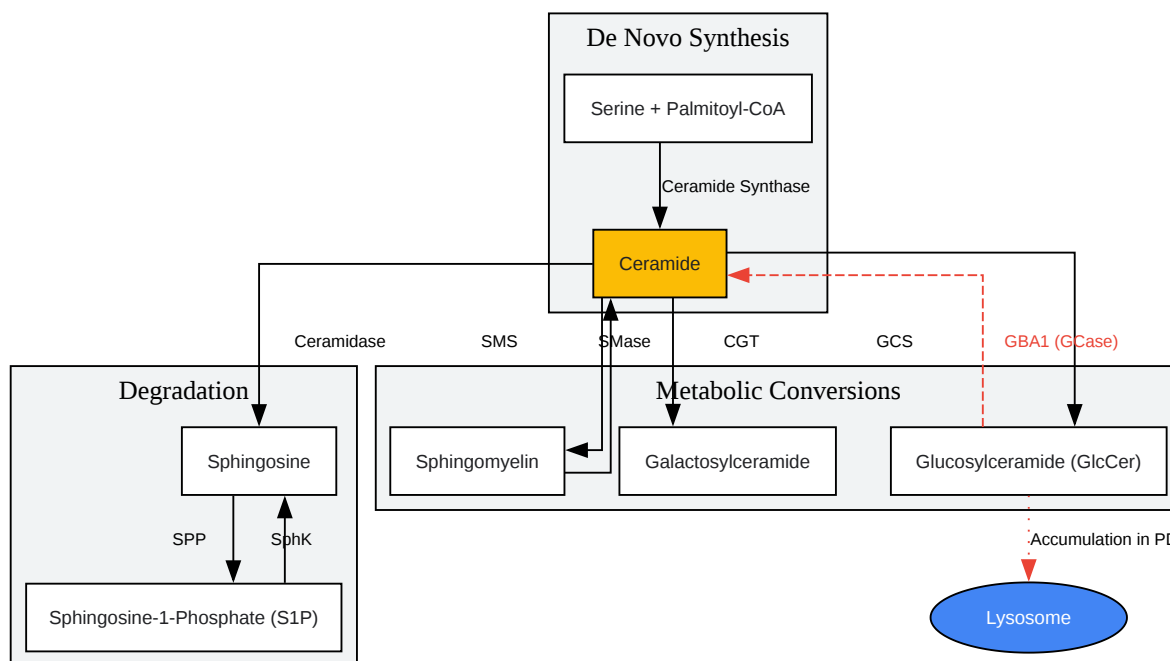 De Novo Synthesis
Serine + Palmitoyl-CoA
Ceramide Synthase
Ceramide
Ceramidase
SMS
SMase
CGT
GCS
GBA1 (GCase)
Degradation
Metabolic Conversions
Sphingosine
Sphingomyelin
Galactosylceramide
Glucosylceramide (GlcCer)
SPP
SphK
Accumulation in PD
Sphingosine-1-Phosphate (S1P)
Lysosome